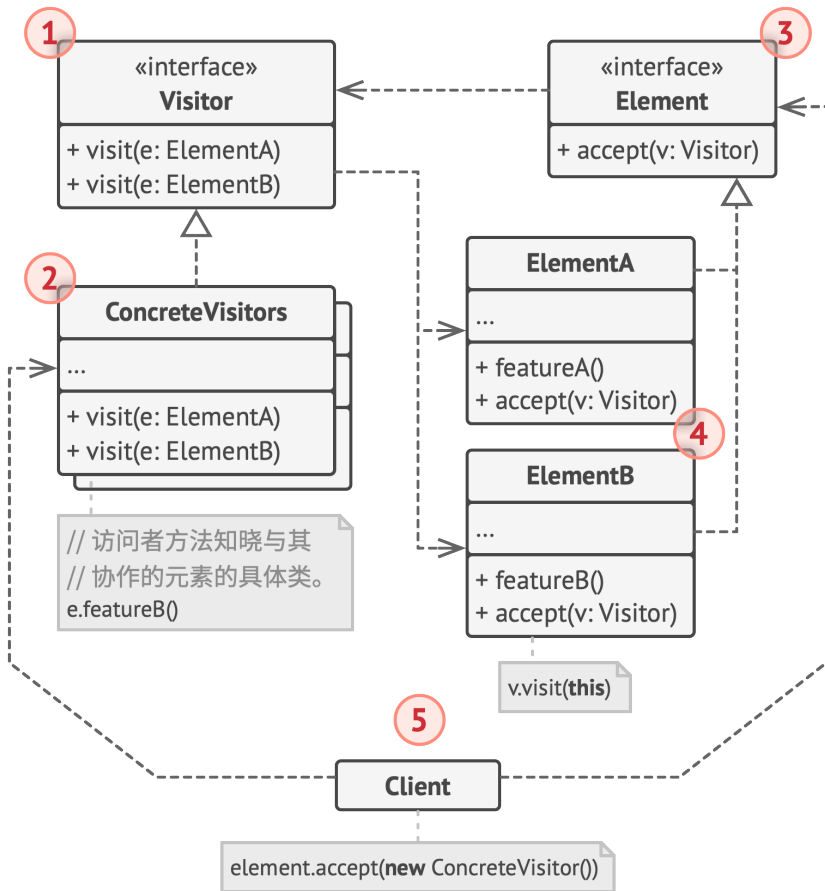 1
«interface»
Visitor
+ visit(e: ElementA)
+ visit(e: ElementB)
3
«interface»
Element
+ accept(v: Visitor)
2
ConcreteVisitors
...
+ visit(e: ElementA)
+ visit(e: ElementB)
// 访问者方法知晓与其
// 协作的元素的具体类。
e.featureB()
ElementA
...
+ featureA()
+ accept(v: Visitor)
4
ElementB
...
+ featureB()
+ accept(v: Visitor)
v.visit(this)
5
Client
element.accept(new ConcreteVisitor())